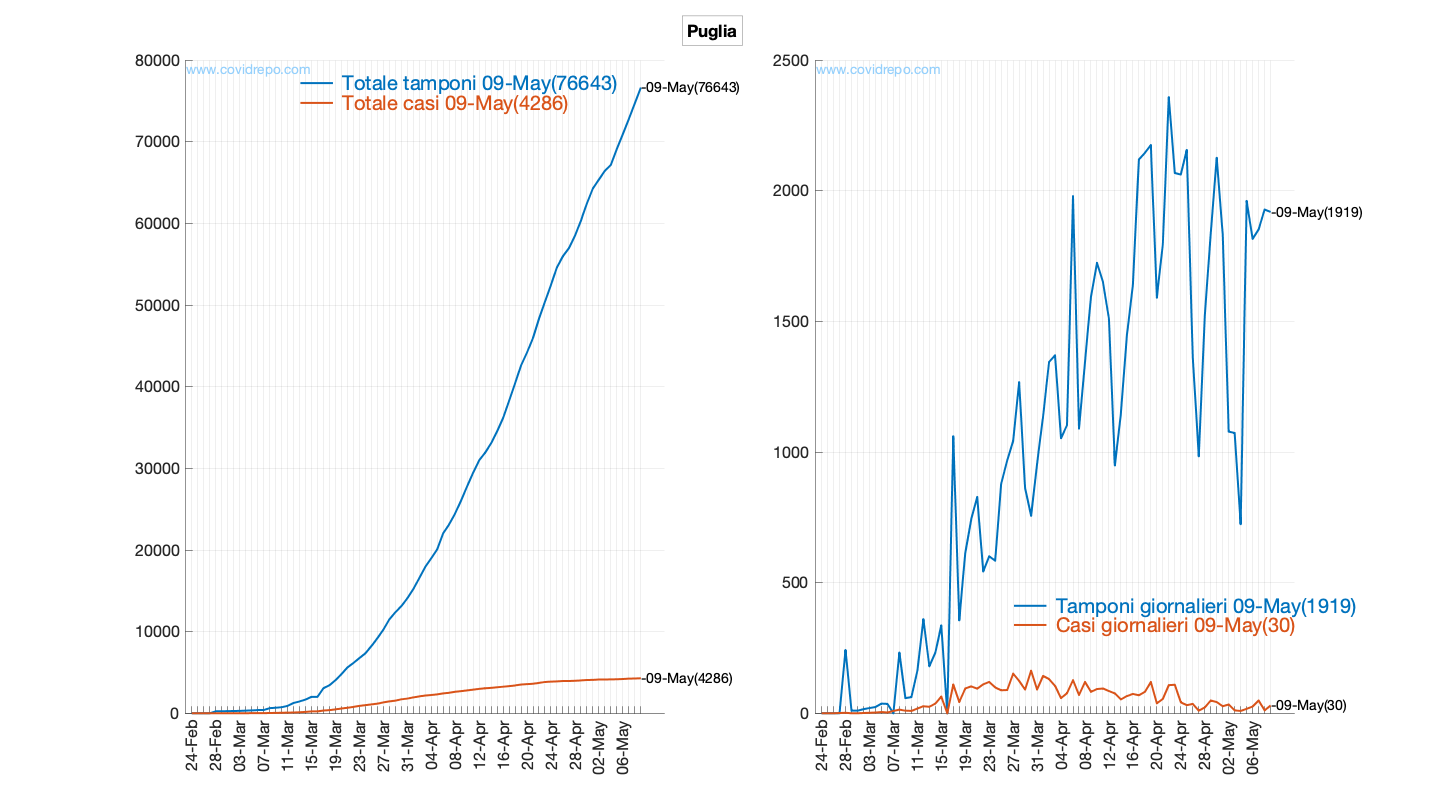 Puglia
80000
70000
60000
50000
40000
30000
20000
10000
0
www.covidrepo.com
Totale tamponi 09-May(76643)
Totale casi 09-May(4286)
-09-May(76643)
-09-May(4286)
24-Feb
28-Feb
03-Mar
07-Mar
11-Mar
15-Mar
19-Mar
23-Mar
27-Mar
31-Mar
04-Apr
08-Apr
12-Apr
16-Apr
20-Apr
24-Apr
28-Apr
02-May
06-May
2500
2000
1500
1000
500
0
www.covidrepo.com
-09-May(1919)
Tamponi giornalieri 09-May(1919)
Casi giornalieri 09-May(30)
-09-May(30)
24-Feb
28-Feb
03-Mar
07-Mar
11-Mar
15-Mar
19-Mar
23-Mar
27-Mar
31-Mar
04-Apr
08-Apr
12-Apr
16-Apr
20-Apr
24-Apr
28-Apr
02-May
06-May